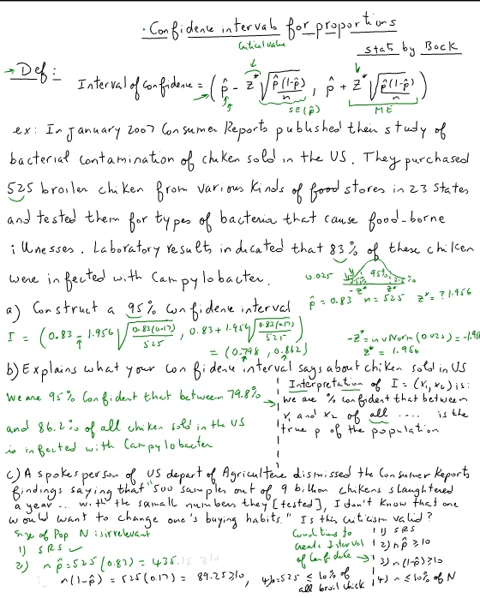 · Confidence intervals for proportions
Critical value
stats by Bock
→ Def:
Interval of confidence = ( p̂ - z* √(p̂(1-p̂)/n) , p̂ + z* √(p̂(1-p̂)/n) )
SE(p̂)
ME
ex: In January 2007 Consumer Reports published their study of
bacterial contamination of chiken sold in the US. They purchased
525 broiler chiken from various kinds of food stores in 23 states
and tested them for types of bacteria that cause food-borne
illnesses. Laboratory results indicated that 83% of these chiken
were infected with Campylobacter.
0.025 95%
-z* z*
p̂ = 0.83 n = 525 z* = ? 1.956
a) Construct a 95% confidence interval
I = ( 0.83 - 1.956 √(0.83(0.17)/525) , 0.83 + 1.956 √(0.83(0.17)/525) )
= (0.798 , 0.862)
-z* = invNorm(0.025) = -1.956
z* = 1.956
b) Explains what your confidence interval says about chiken sold in US
We are 95% confident that between 79.8%
and 86.2% of all chiken sold in the US
is infected with Campylobacter
Interpretation of I = (x₁, x₂) is:
we are % confident that between
x₁ and x₂ of all .... is the
true p of the population
c) A spokesperson of US depart of Agriculture dismissed the Consumer Reports
findings saying that "500 samples out of 9 billion chikens slaughtered
a year ... with the small numbers they [tested], I don't know that one
would want to change one's buying habits." Is this criticism valid?
Size of Pop N is irrelevant
1) SRS ✓
2) n p̂ = 525 (0.83) = 435.75 ≥ 10
n(1-p̂) = 525(0.17) = 89.25 ≥ 10,
4) n=525 ≤ 10% of
all broil chick
Conditions to
create Interval
of Confidence →
1) SRS
2) n p̂ ≥ 10
3) n(1-p̂) ≥ 10
4) n ≤ 10% of N